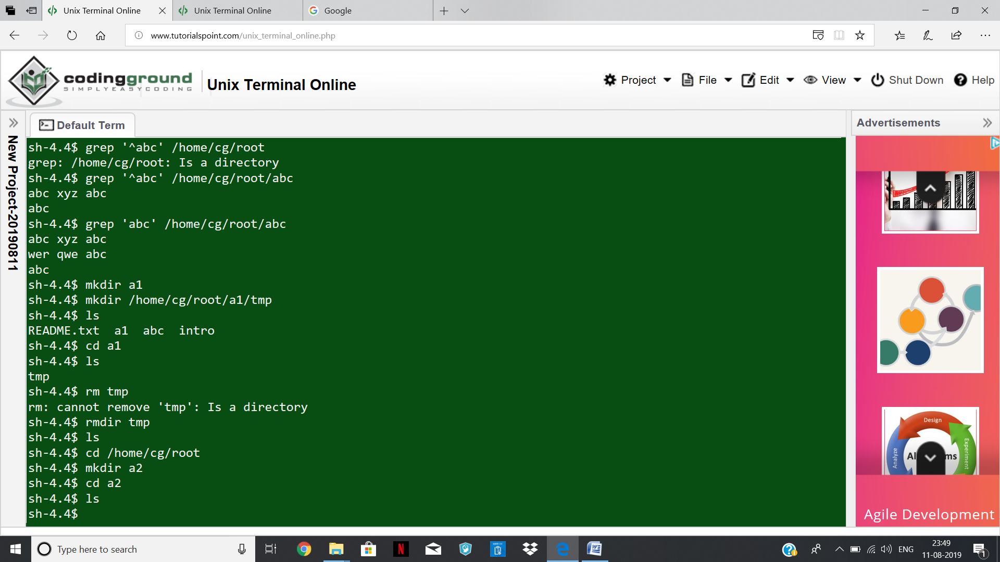 Unix Terminal Online
Unix Terminal Online
Google
www.tutorialspoint.com/unix_terminal_online.php
codingground
SIMPLYEASYCODING
Unix Terminal Online
Project
File
Edit
View
Shut Down
Help
New Project-20190811
Default Term
Advertisements
sh-4.4$ grep '^abc' /home/cg/root
grep: /home/cg/root: Is a directory
sh-4.4$ grep '^abc' /home/cg/root/abc
abc xyz abc
abc
sh-4.4$ grep 'abc' /home/cg/root/abc
abc xyz abc
wer qwe abc
abc
sh-4.4$ mkdir a1
sh-4.4$ mkdir /home/cg/root/a1/tmp
sh-4.4$ ls
README.txt  a1  abc  intro
sh-4.4$ cd a1
sh-4.4$ ls
tmp
sh-4.4$ rm tmp
rm: cannot remove 'tmp': Is a directory
sh-4.4$ rmdir tmp
sh-4.4$ ls
sh-4.4$ cd /home/cg/root
sh-4.4$ mkdir a2
sh-4.4$ cd a2
sh-4.4$ ls
sh-4.4$
Design
Analyze
Experiment
Al ms
Agile Development
Type here to search
ENG
23:49
11-08-2019
1